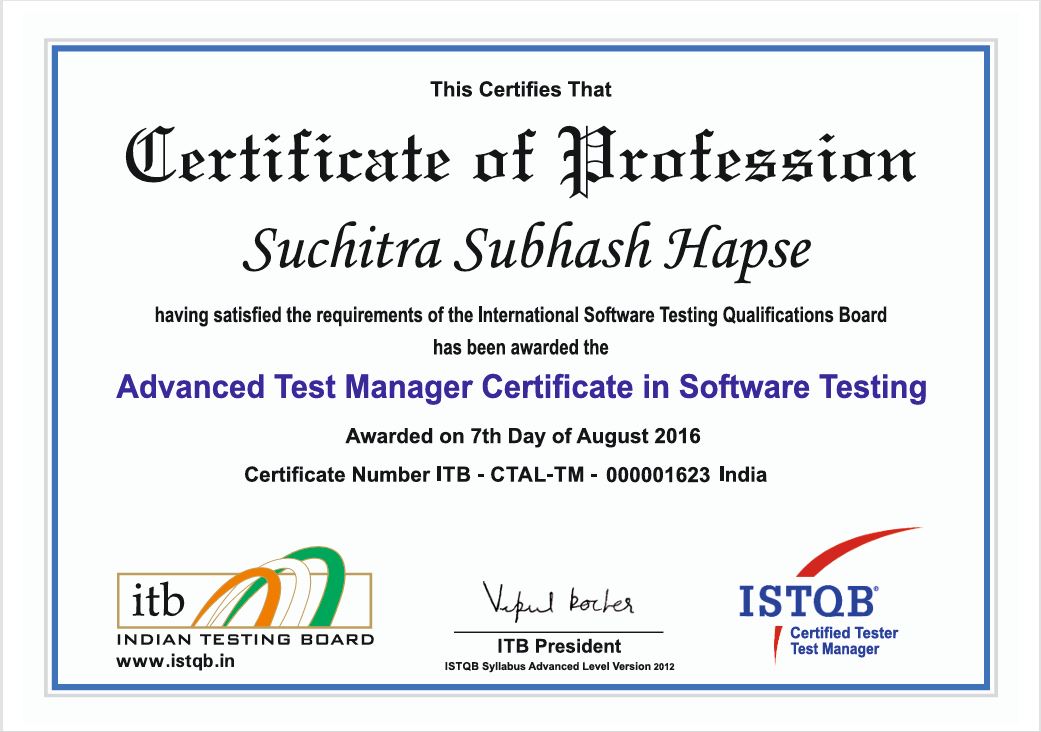 This Certifies That
Certificate of Profession
Suchitra Subhash Hapse
having satisfied the requirements of the International Software Testing Qualifications Board
has been awarded the
Advanced Test Manager Certificate in Software Testing
Awarded on 7th Day of August 2016
Certificate Number ITB - CTAL-TM - 000001623 India
itb
INDIAN TESTING BOARD
www.istqb.in
Vipul Kocher
ITB President
ISTQB Syllabus Advanced Level Version 2012
ISTQB®
Certified Tester
Test Manager